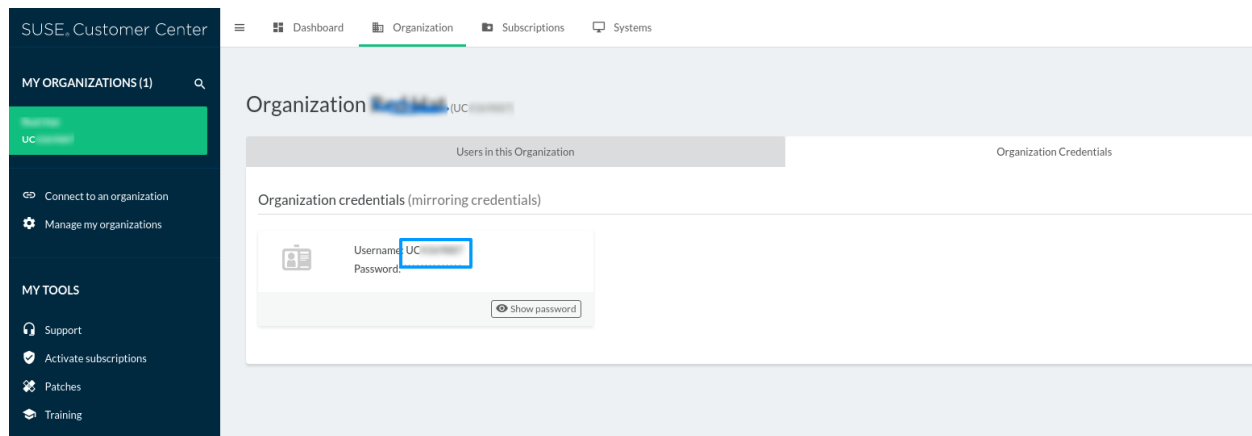 SUSE. Customer Center
Dashboard
Organization
Subscriptions
Systems
MY ORGANIZATIONS (1)
UC
Connect to an organization
Manage my organizations
MY TOOLS
Support
Activate subscriptions
Patches
Training
Organization (UC
Users in this Organization
Organization Credentials
Organization credentials (mirroring credentials)
Username: UC
Password:
Show password